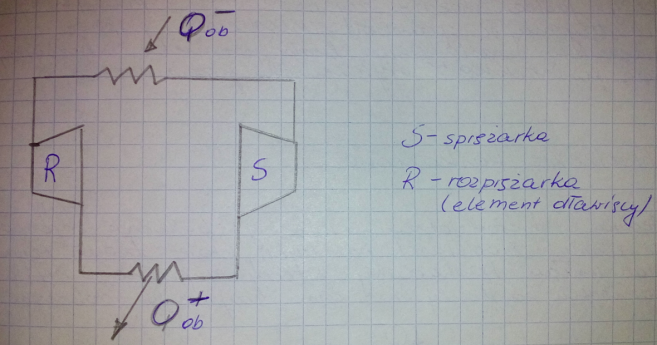 Qob-
R
S
S - sprężarka
R - rozprężarka
(element dławiący)
Qob+